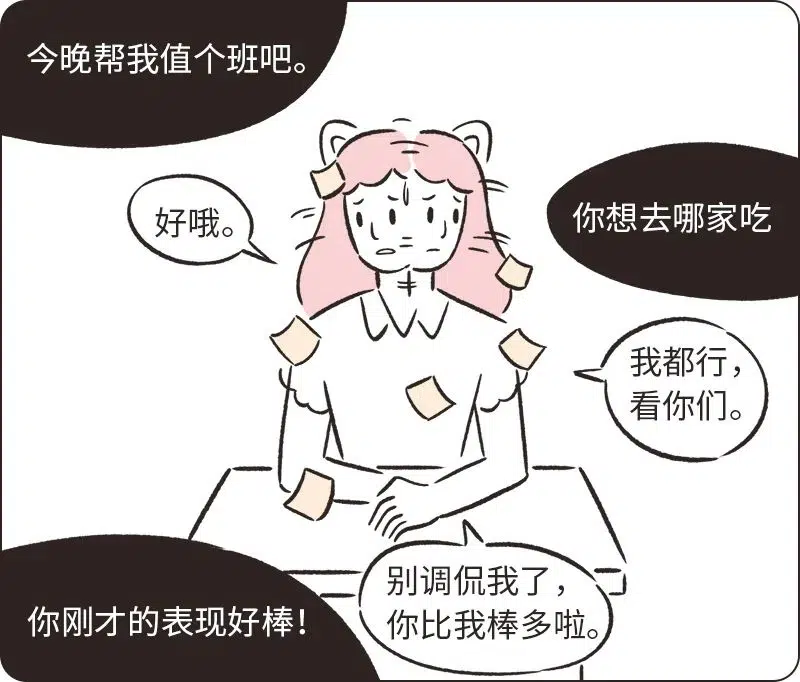 今晚帮我值个班吧。
好哦。
你想去哪家吃
我都行，
看你们。
你刚才的表现好棒！
别调侃我了，
你比我棒多啦。